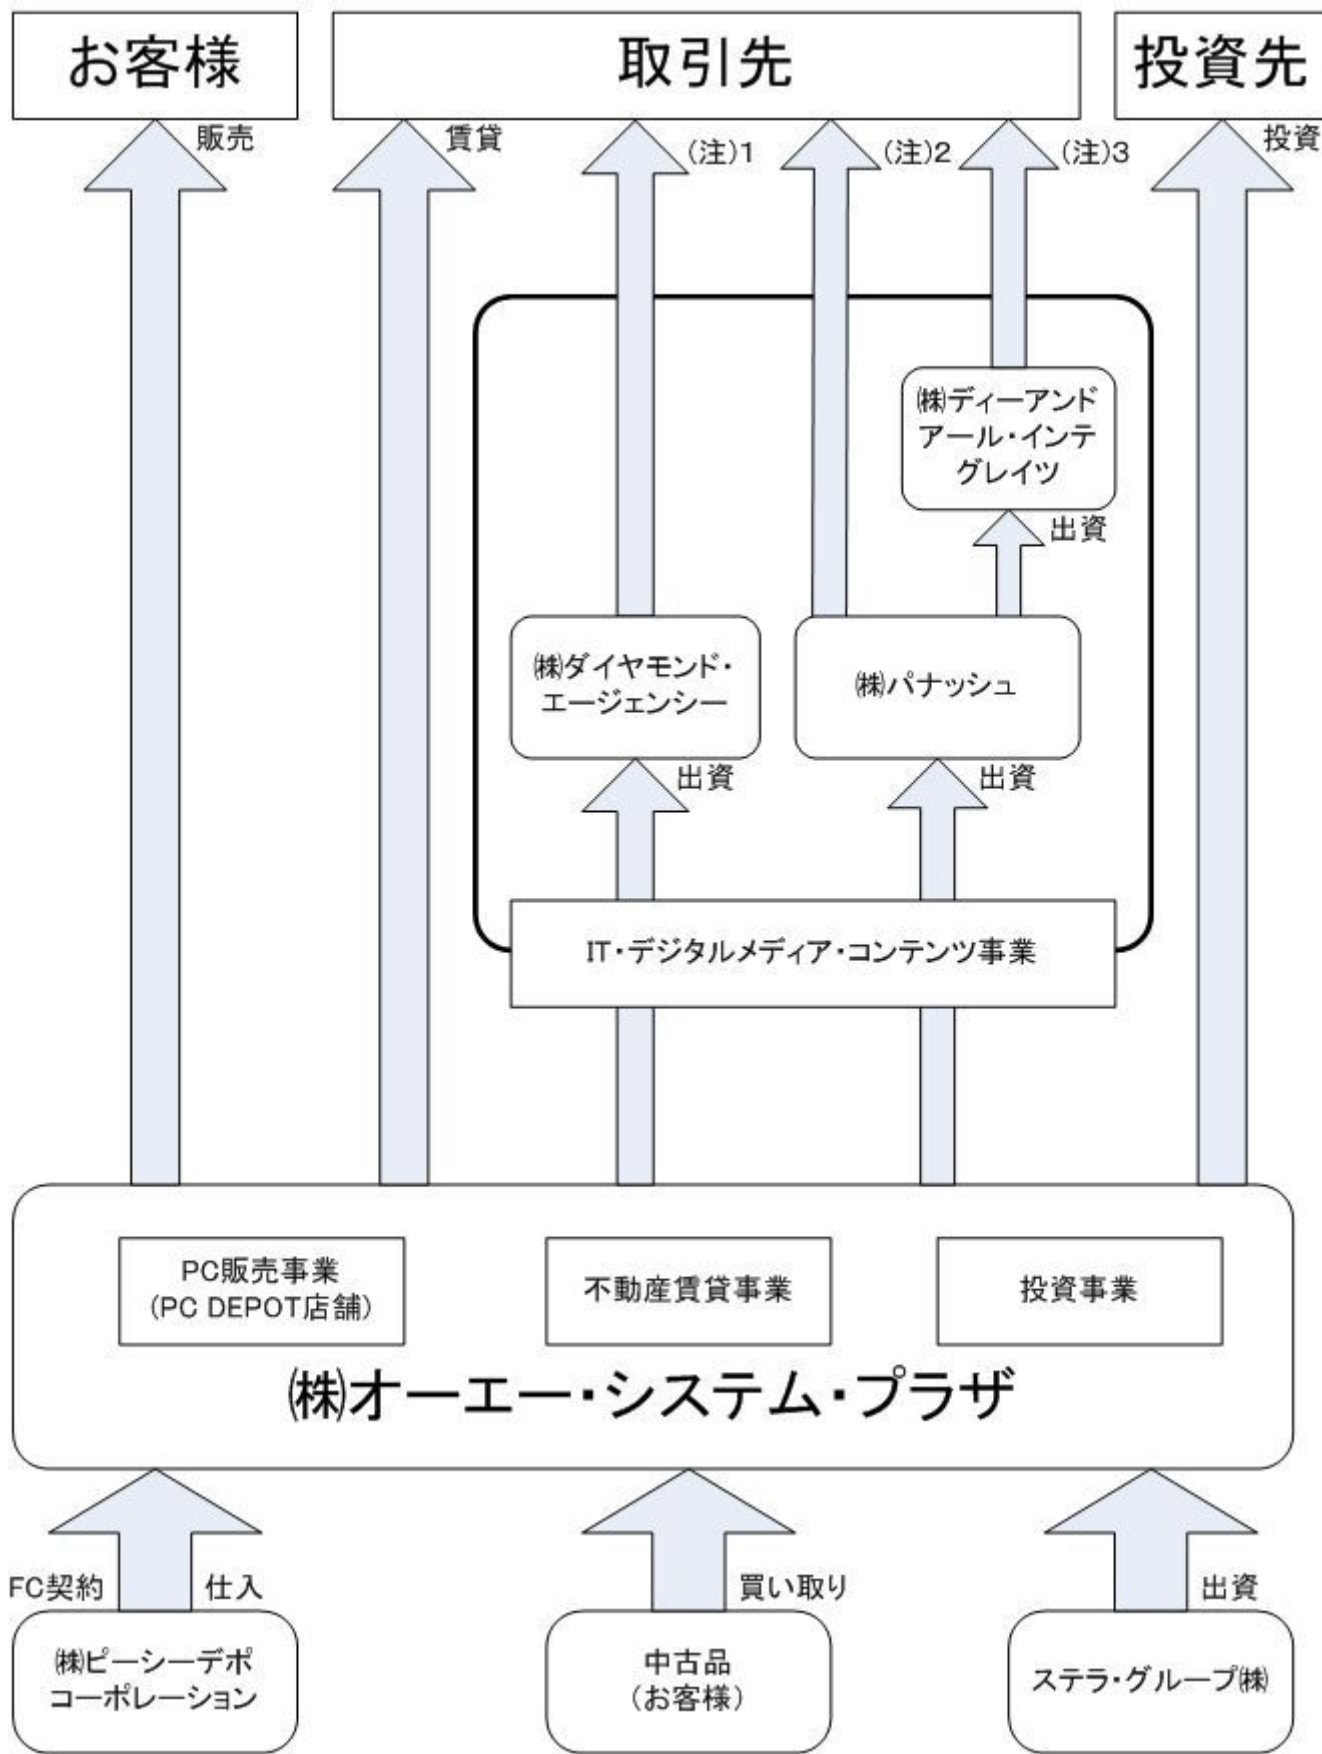 お客様
取引先
投資先
販売
賃貸
(注)1
(注)2
(注)3
投資
㈱ディーアンド
アール・インテ
グレイツ
出資
㈱ダイヤモンド・
エージェンシー
㈱パナッシュ
出資
出資
IT・デジタルメディア・コンテンツ事業
PC販売事業
(PC DEPOT店舗)
不動産賃貸事業
投資事業
㈱オーエー・システム・プラザ
FC契約
仕入
買い取り
出資
㈱ピーシーデポ
コーポレーション
中古品
(お客様)
ステラ・グループ㈱